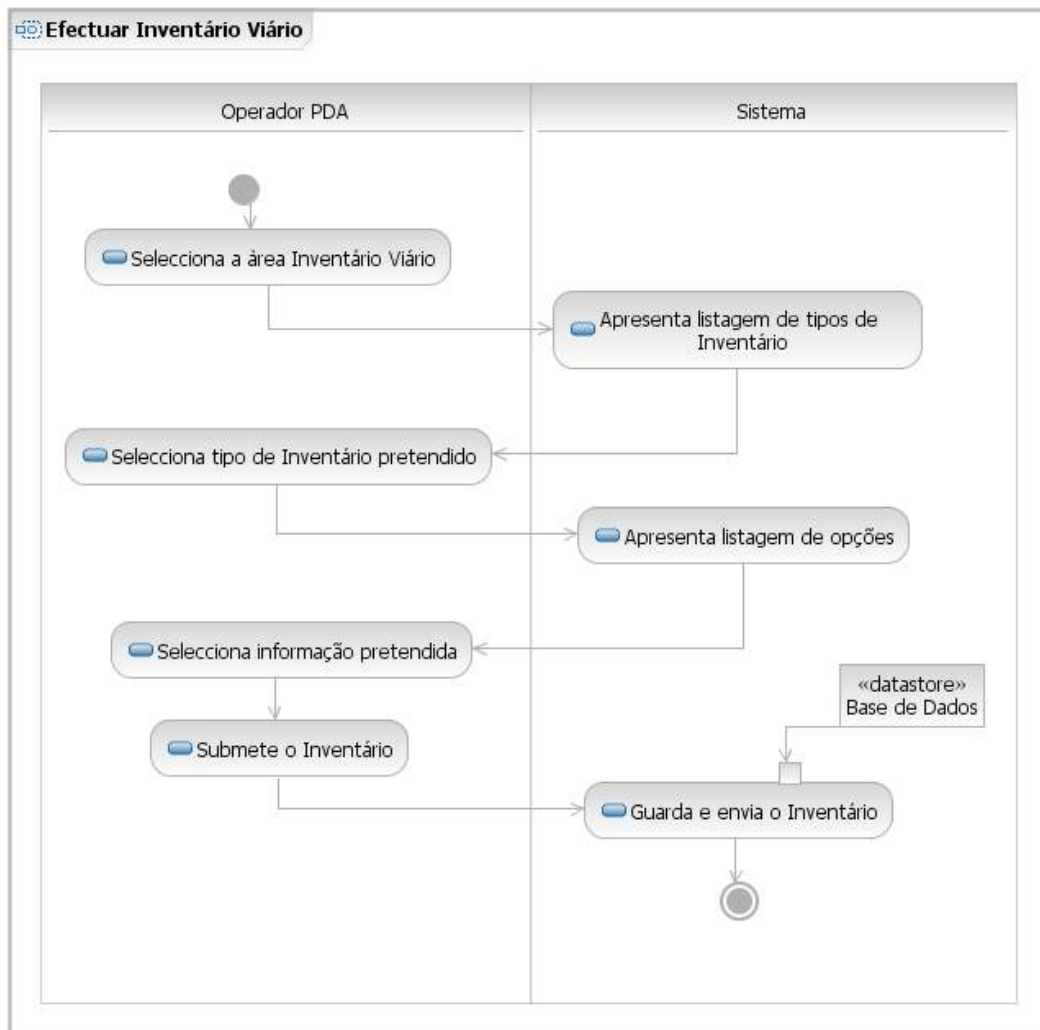 Efectuar Inventário Viário
Operador PDA
Sistema
Selecciona a àrea Inventário Viário
Apresenta listagem de tipos de
Inventário
Selecciona tipo de Inventário pretendido
Apresenta listagem de opções
Selecciona informação pretendida
«datastore»
Base de Dados
Submete o Inventário
Guarda e envia o Inventário